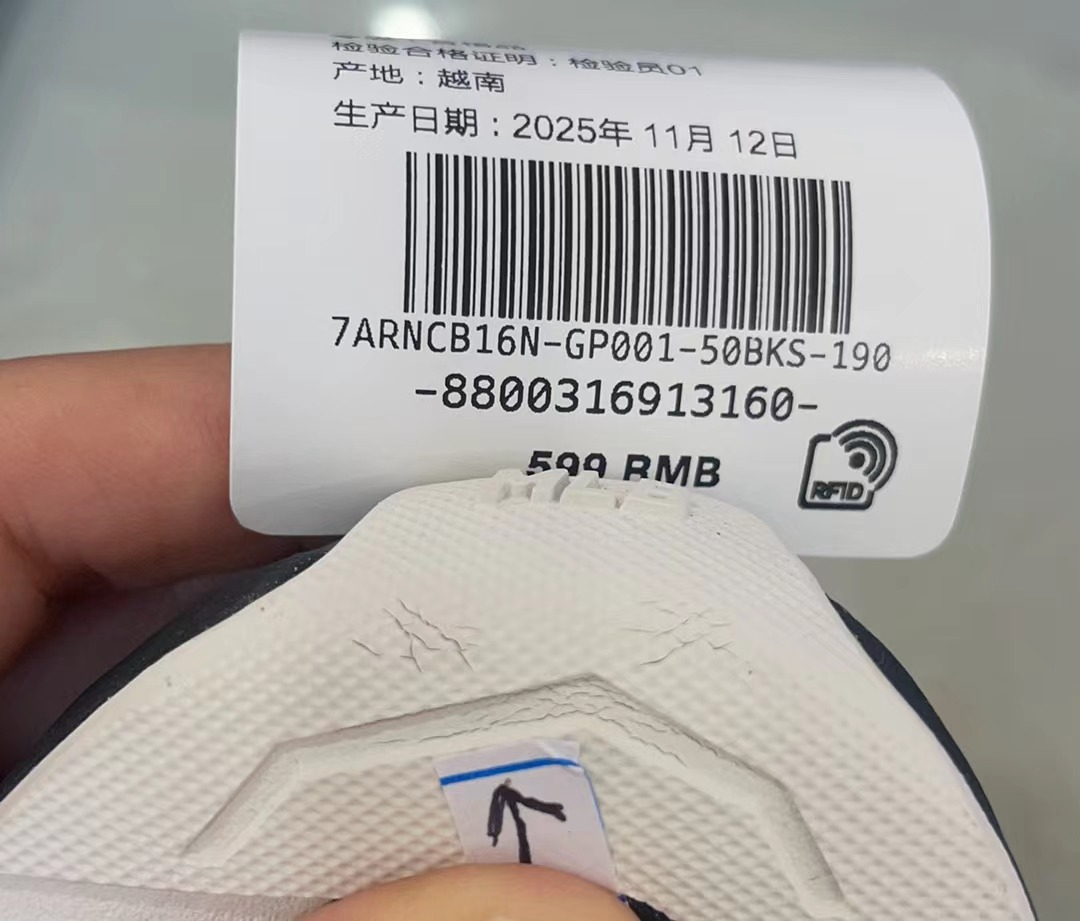 检验合格证明：检验员01
产地：越南
生产日期：2025年 11月 12日
7ARNCB16N-GP001-50BKS-190
-8800316913160-
599 RMB
RFID